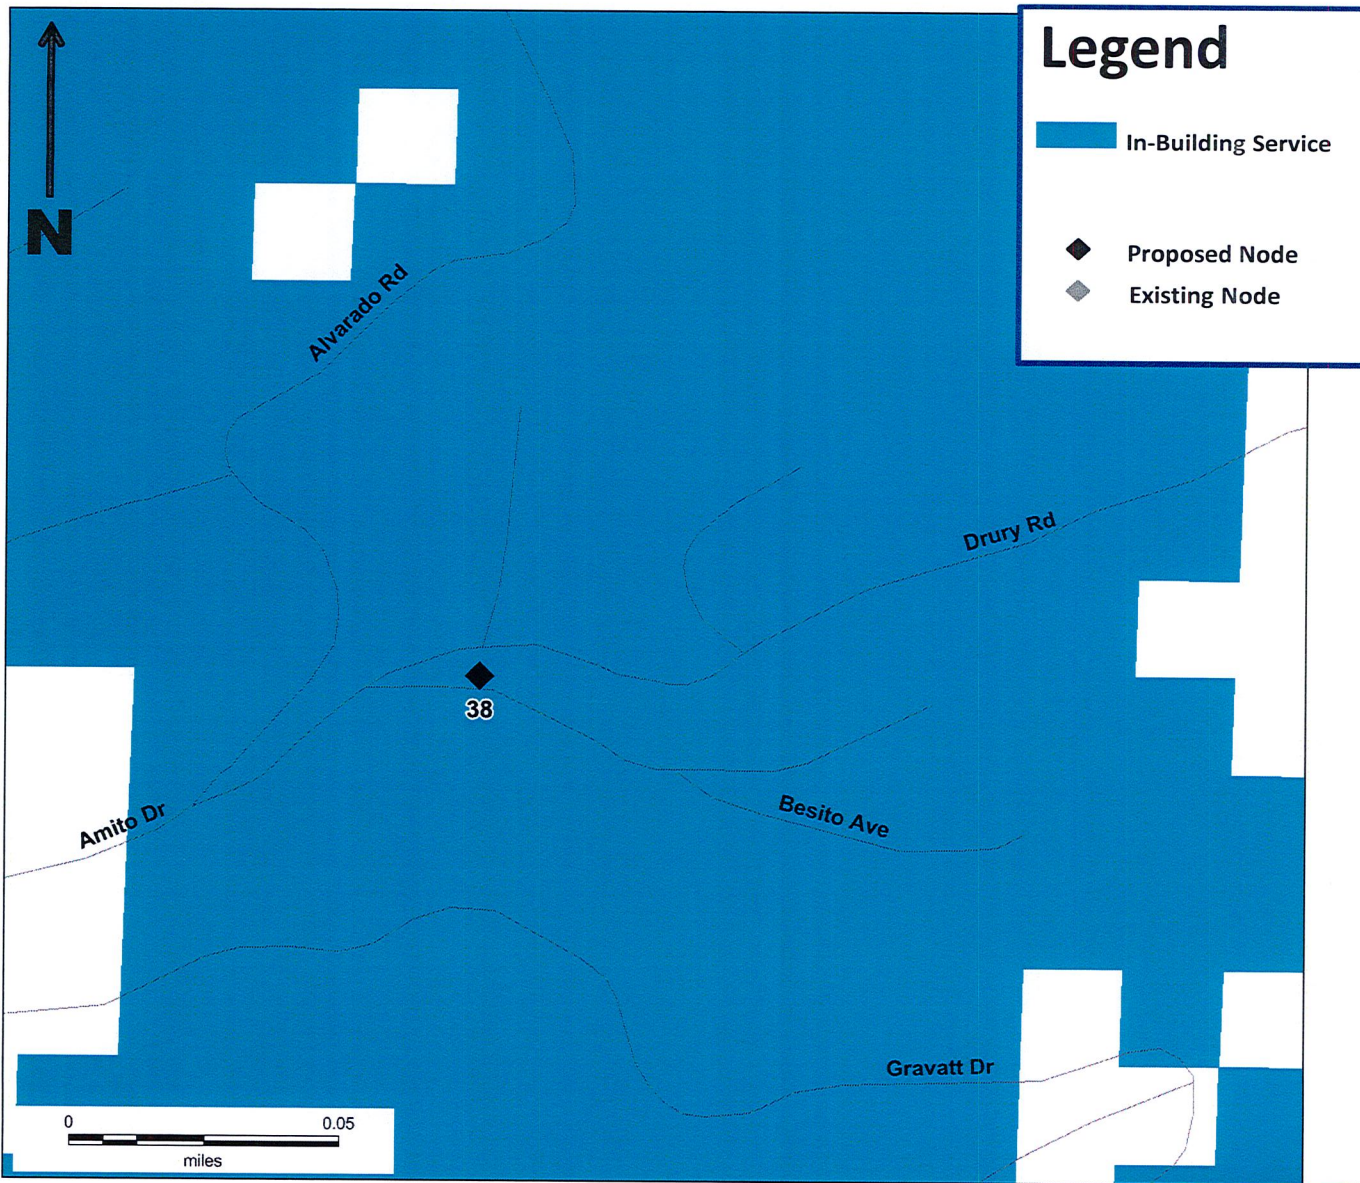 Legend
In-Building Service
Proposed Node
Existing Node
N
Alvarado Rd
Drury Rd
38
Amito Dr
Besito Ave
Gravatt Dr
0 0.05
miles